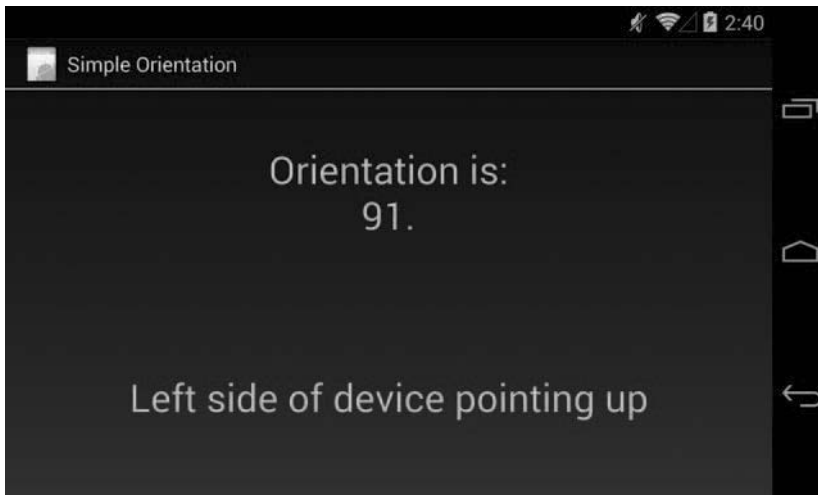 2:40
Simple Orientation
Orientation is:
91.
Left side of device pointing up